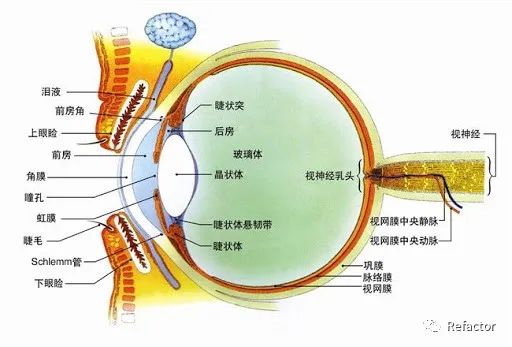 泪液
前房角
上眼睑
前房
角膜
瞳孔
虹膜
睫毛
Schlemm管
下眼睑
睫状突
后房
玻璃体
晶状体
睫状体悬韧带
睫状体
视神经乳头
视神经
视网膜中央静脉
视网膜中央动脉
巩膜
脉络膜
视网膜
Refactor